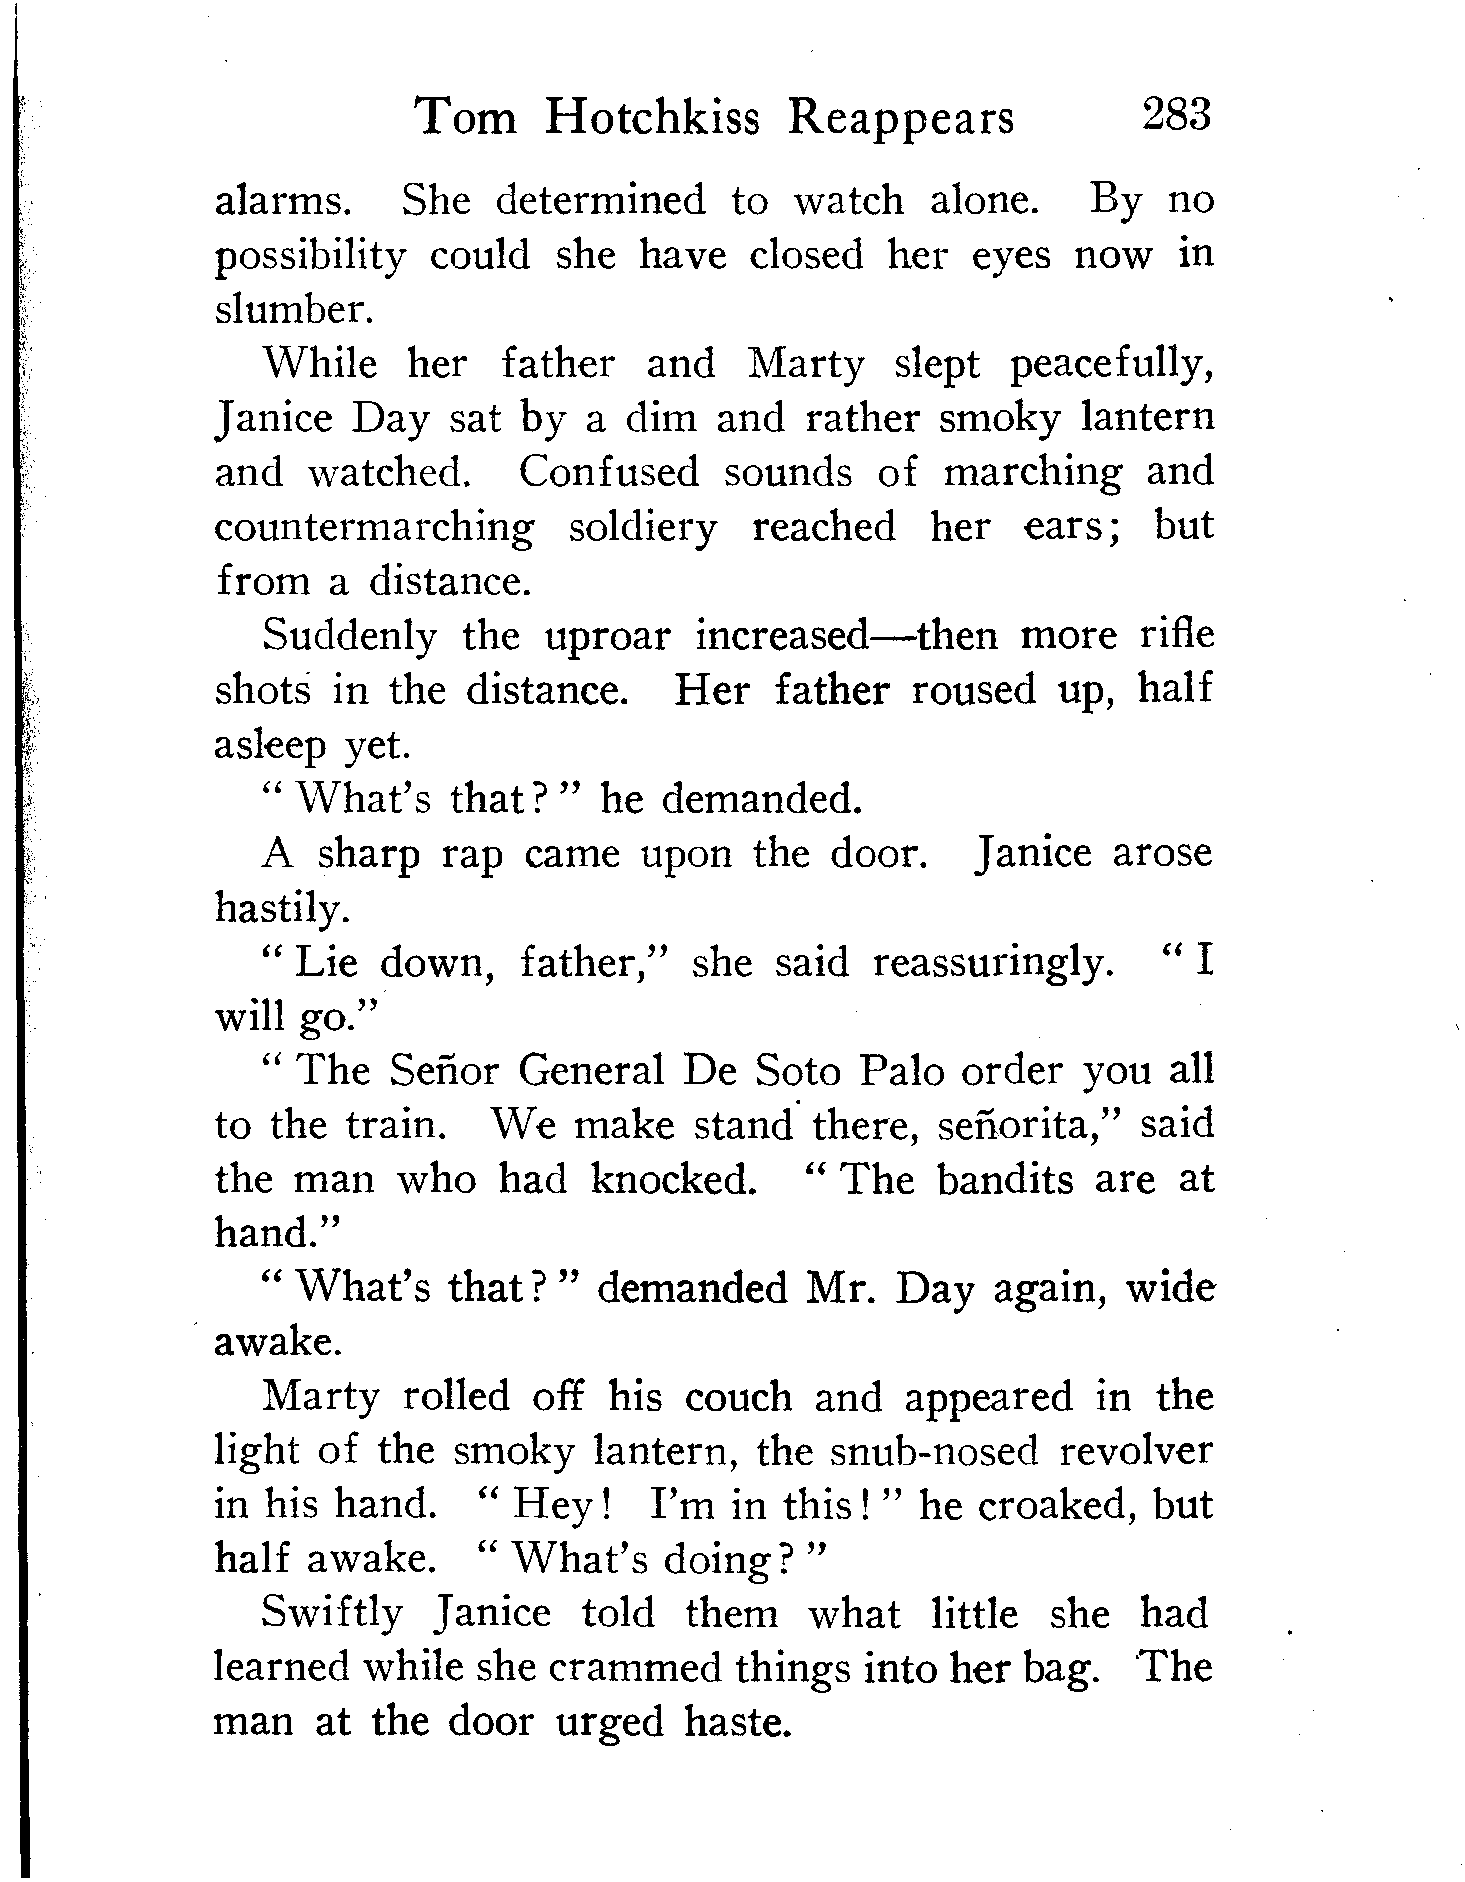 Tom Hotchkiss Reappears 283
alarms. She determined to watch alone. By no
possibility could she have closed her eyes now in
slumber.
While her father and Marty slept peacefully,
Janice Day sat by a dim and rather smoky lantern
and watched. Confused sounds of marching and
countermarching soldiery reached her ears; but
from a distance.
Suddenly the uproar increased—then more rifle
shots in the distance. Her father roused up, half
asleep yet.
“ What’s that? ” he demanded.
A sharp rap came upon the door. Janice arose
hastily.
“ Lie down, father,” she said reassuringly. “ I
will go.”
“ The Señor General De Soto Palo order you all
to the train. We make stand there, señorita,” said
the man who had knocked. “ The bandits are at
hand.”
“ What’s that? ” demanded Mr. Day again, wide
awake.
Marty rolled off his couch and appeared in the
light of the smoky lantern, the snub-nosed revolver
in his hand. “ Hey! I’m in this! ” he croaked, but
half awake. “ What’s doing? ”
Swiftly Janice told them what little she had
learned while she crammed things into her bag. The
man at the door urged haste.